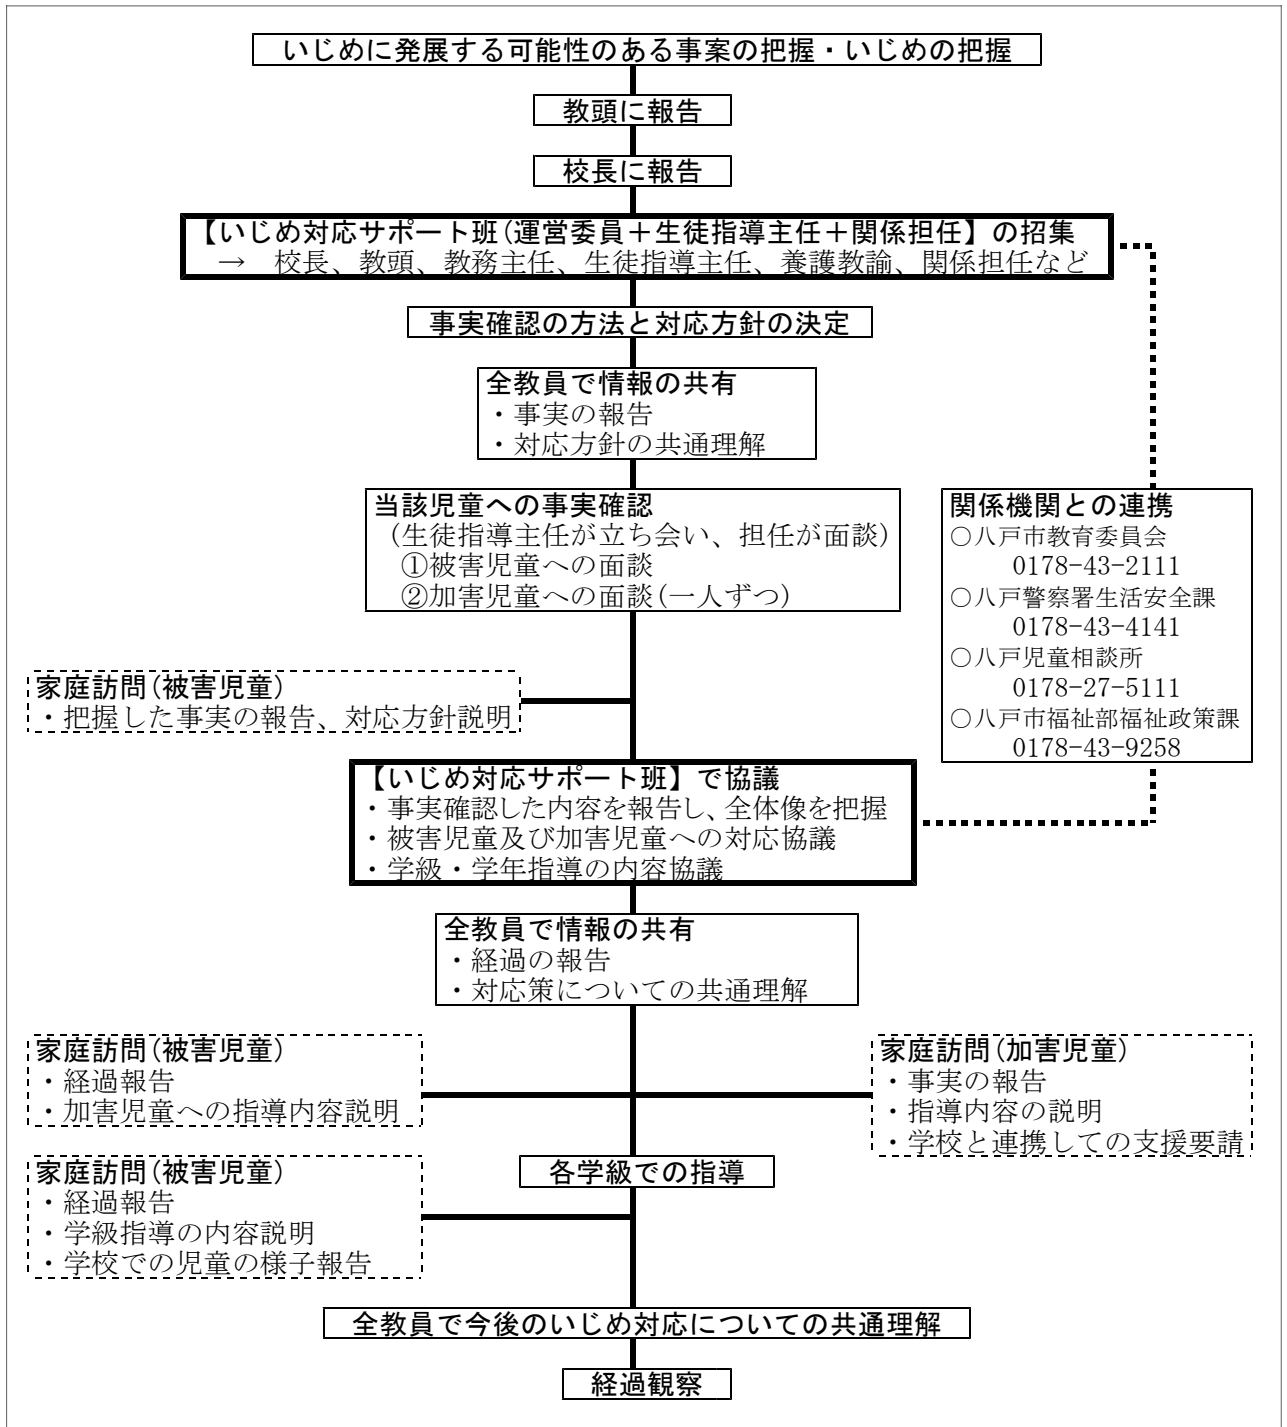 いじめに発展する可能性のある事案の把握・いじめの把握
教頭に報告
校長に報告
【いじめ対応サポート班(運営委員＋生徒指導主任＋関係担任】の招集
→　校長、教頭、教務主任、生徒指導主任、養護教諭、関係担任など
事実確認の方法と対応方針の決定
全教員で情報の共有
・事実の報告
・対応方針の共通理解
当該児童への事実確認
(生徒指導主任が立ち会い、担任が面談)
①被害児童への面談
②加害児童への面談(一人ずつ)
関係機関との連携
○八戸市教育委員会
0178-43-2111
○八戸警察署生活安全課
0178-43-4141
○八戸児童相談所
0178-27-5111
○八戸市福祉部福祉政策課
0178-43-9258
家庭訪問(被害児童)
・把握した事実の報告、対応方針説明
【いじめ対応サポート班】で協議
・事実確認した内容を報告し、全体像を把握
・被害児童及び加害児童への対応協議
・学級・学年指導の内容協議
全教員で情報の共有
・経過の報告
・対応策についての共通理解
家庭訪問(被害児童)
・経過報告
・加害児童への指導内容説明
家庭訪問(加害児童)
・事実の報告
・指導内容の説明
・学校と連携しての支援要請
各学級での指導
家庭訪問(被害児童)
・経過報告
・学級指導の内容説明
・学校での児童の様子報告
全教員で今後のいじめ対応についての共通理解
経過観察